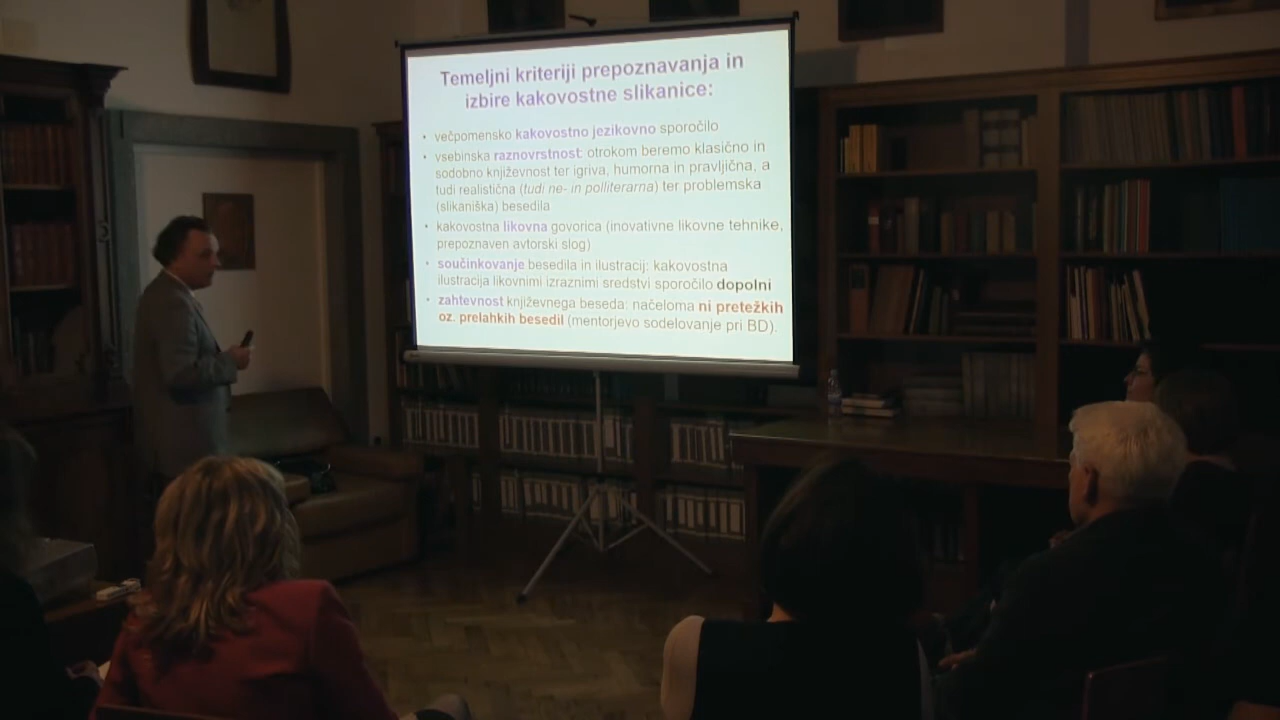 Temeljni kriteriji prepoznavanja in
izbire kakovostne slikanice:
• večpomensko kakovostno jezikovno sporočilo
• vsebinska raznovrstnost: otrokom beremo klasično in
sodobno književnost ter igriva, humorna in pravljična, a
tudi realistična (tudi ne- in polliterarna) ter problemska
(slikaniška) besedila
• kakovostna likovna govorica (inovativne likovne tehnike,
prepoznaven avtorski slog)
• součinkovanje besedila in ilustracij: kakovostna
ilustracija likovnimi izraznimi sredstvi sporočilo dopolni
• zahtevnost književnega beseda: načeloma ni pretežkih
oz. prelahkih besedil (mentorjevo sodelovanje pri BD).